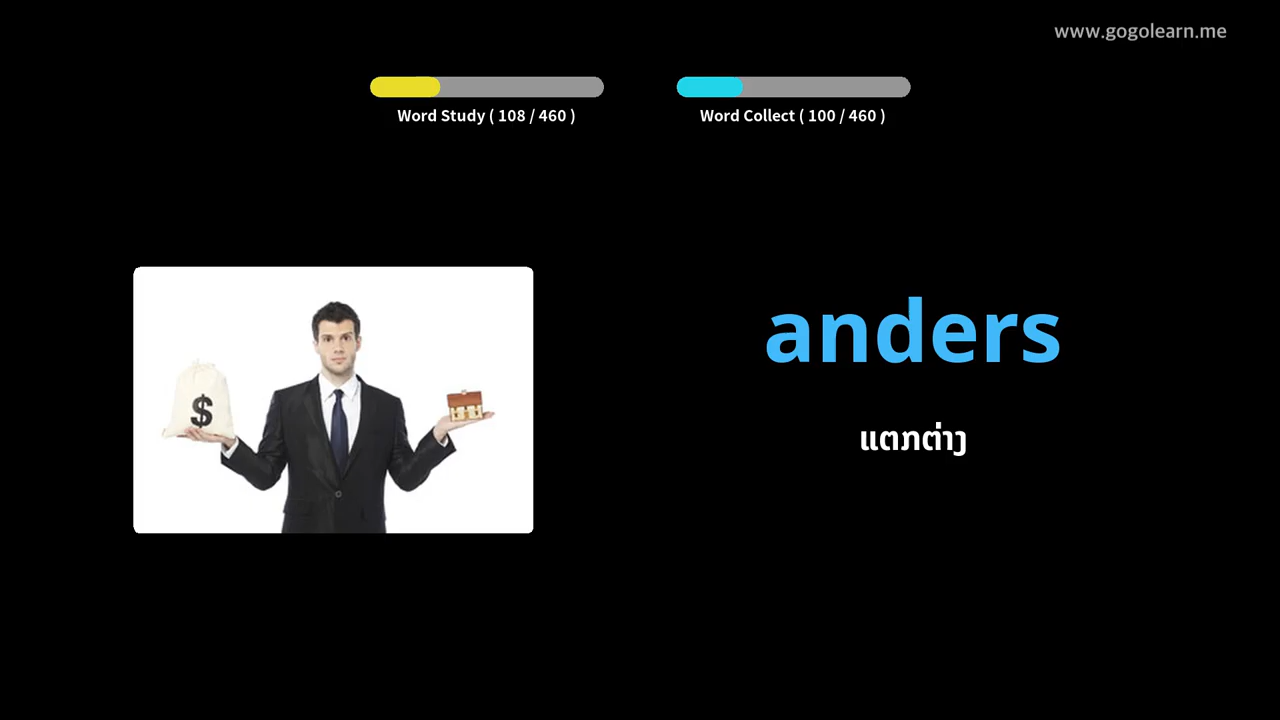 www.gogolearn.me
Word Study ( 108 / 460 )
Word Collect ( 100 / 460 )
$
anders
ແຕກຕ່າງ